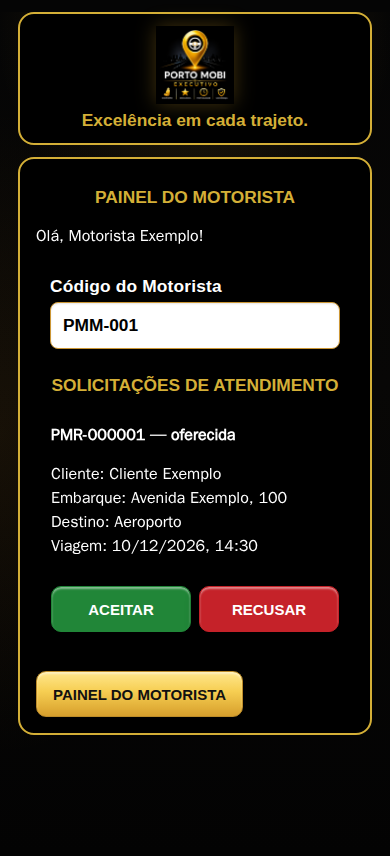 PORTO MOBI
EXECUTIVO
Excelência em cada trajeto.
PAINEL DO MOTORISTA
Olá, Motorista Exemplo!
Código do Motorista
PMM-001
SOLICITAÇÕES DE ATENDIMENTO
PMR-000001 — oferecida
Cliente: Cliente Exemplo
Embarque: Avenida Exemplo, 100
Destino: Aeroporto
Viagem: 10/12/2026, 14:30
ACEITAR
RECUSAR
PAINEL DO MOTORISTA